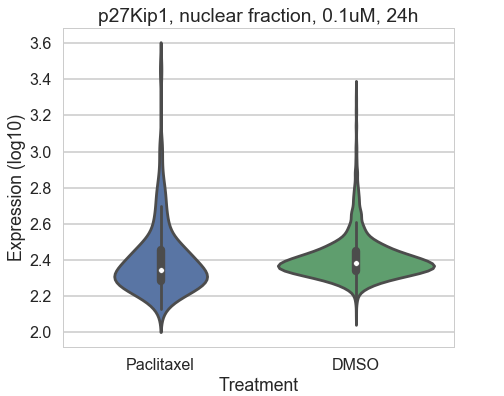 p27Kip1, nuclear fraction, 0.1uM, 24h
Expression (log10)
3.6
3.4
3.2
3.0
2.8
2.6
2.4
2.2
2.0
Paclitaxel DMSO
Treatment